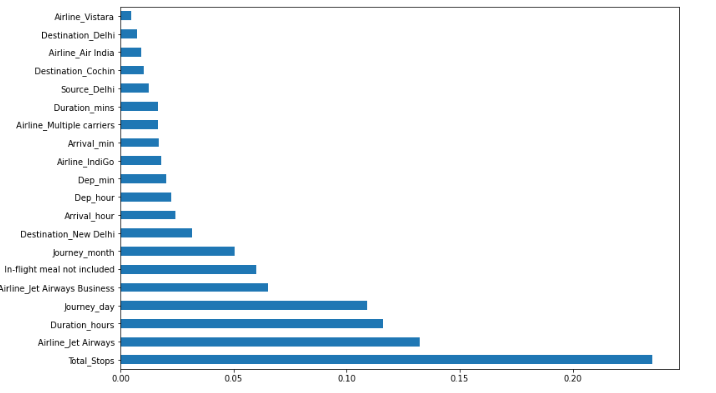 Airline_Vistara
Destination_Delhi
Airline_Air India
Destination_Cochin
Source_Delhi
Duration_mins
Airline_Multiple carriers
Arrival_min
Airline_IndiGo
Dep_min
Dep_hour
Arrival_hour
Destination_New Delhi
Journey_month
In-flight meal not included
Airline_Jet Airways Business
Journey_day
Duration_hours
Airline_Jet Airways
Total_Stops
0.00 0.05 0.10 0.15 0.20